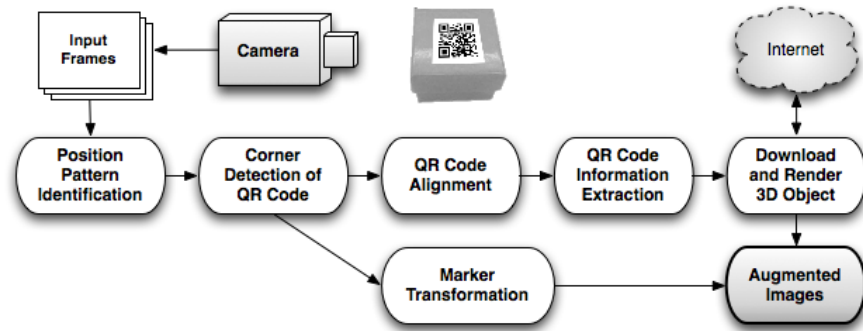 Input
Frames
Camera
Internet
Position
Pattern
Identification
Corner
Detection of
QR Code
QR Code
Alignment
QR Code
Information
Extraction
Download
and Render
3D Object
Marker
Transformation
Augmented
Images